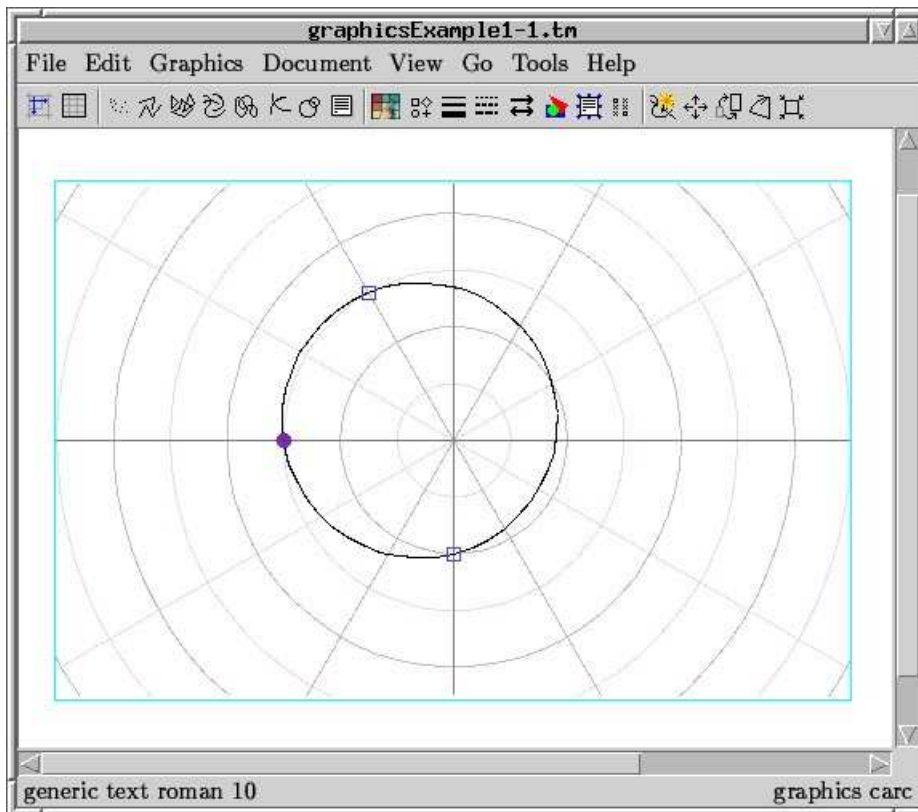 graphicsExample1-1.tm
File Edit Graphics Document View Go Tools Help
generic text roman 10 graphics carc